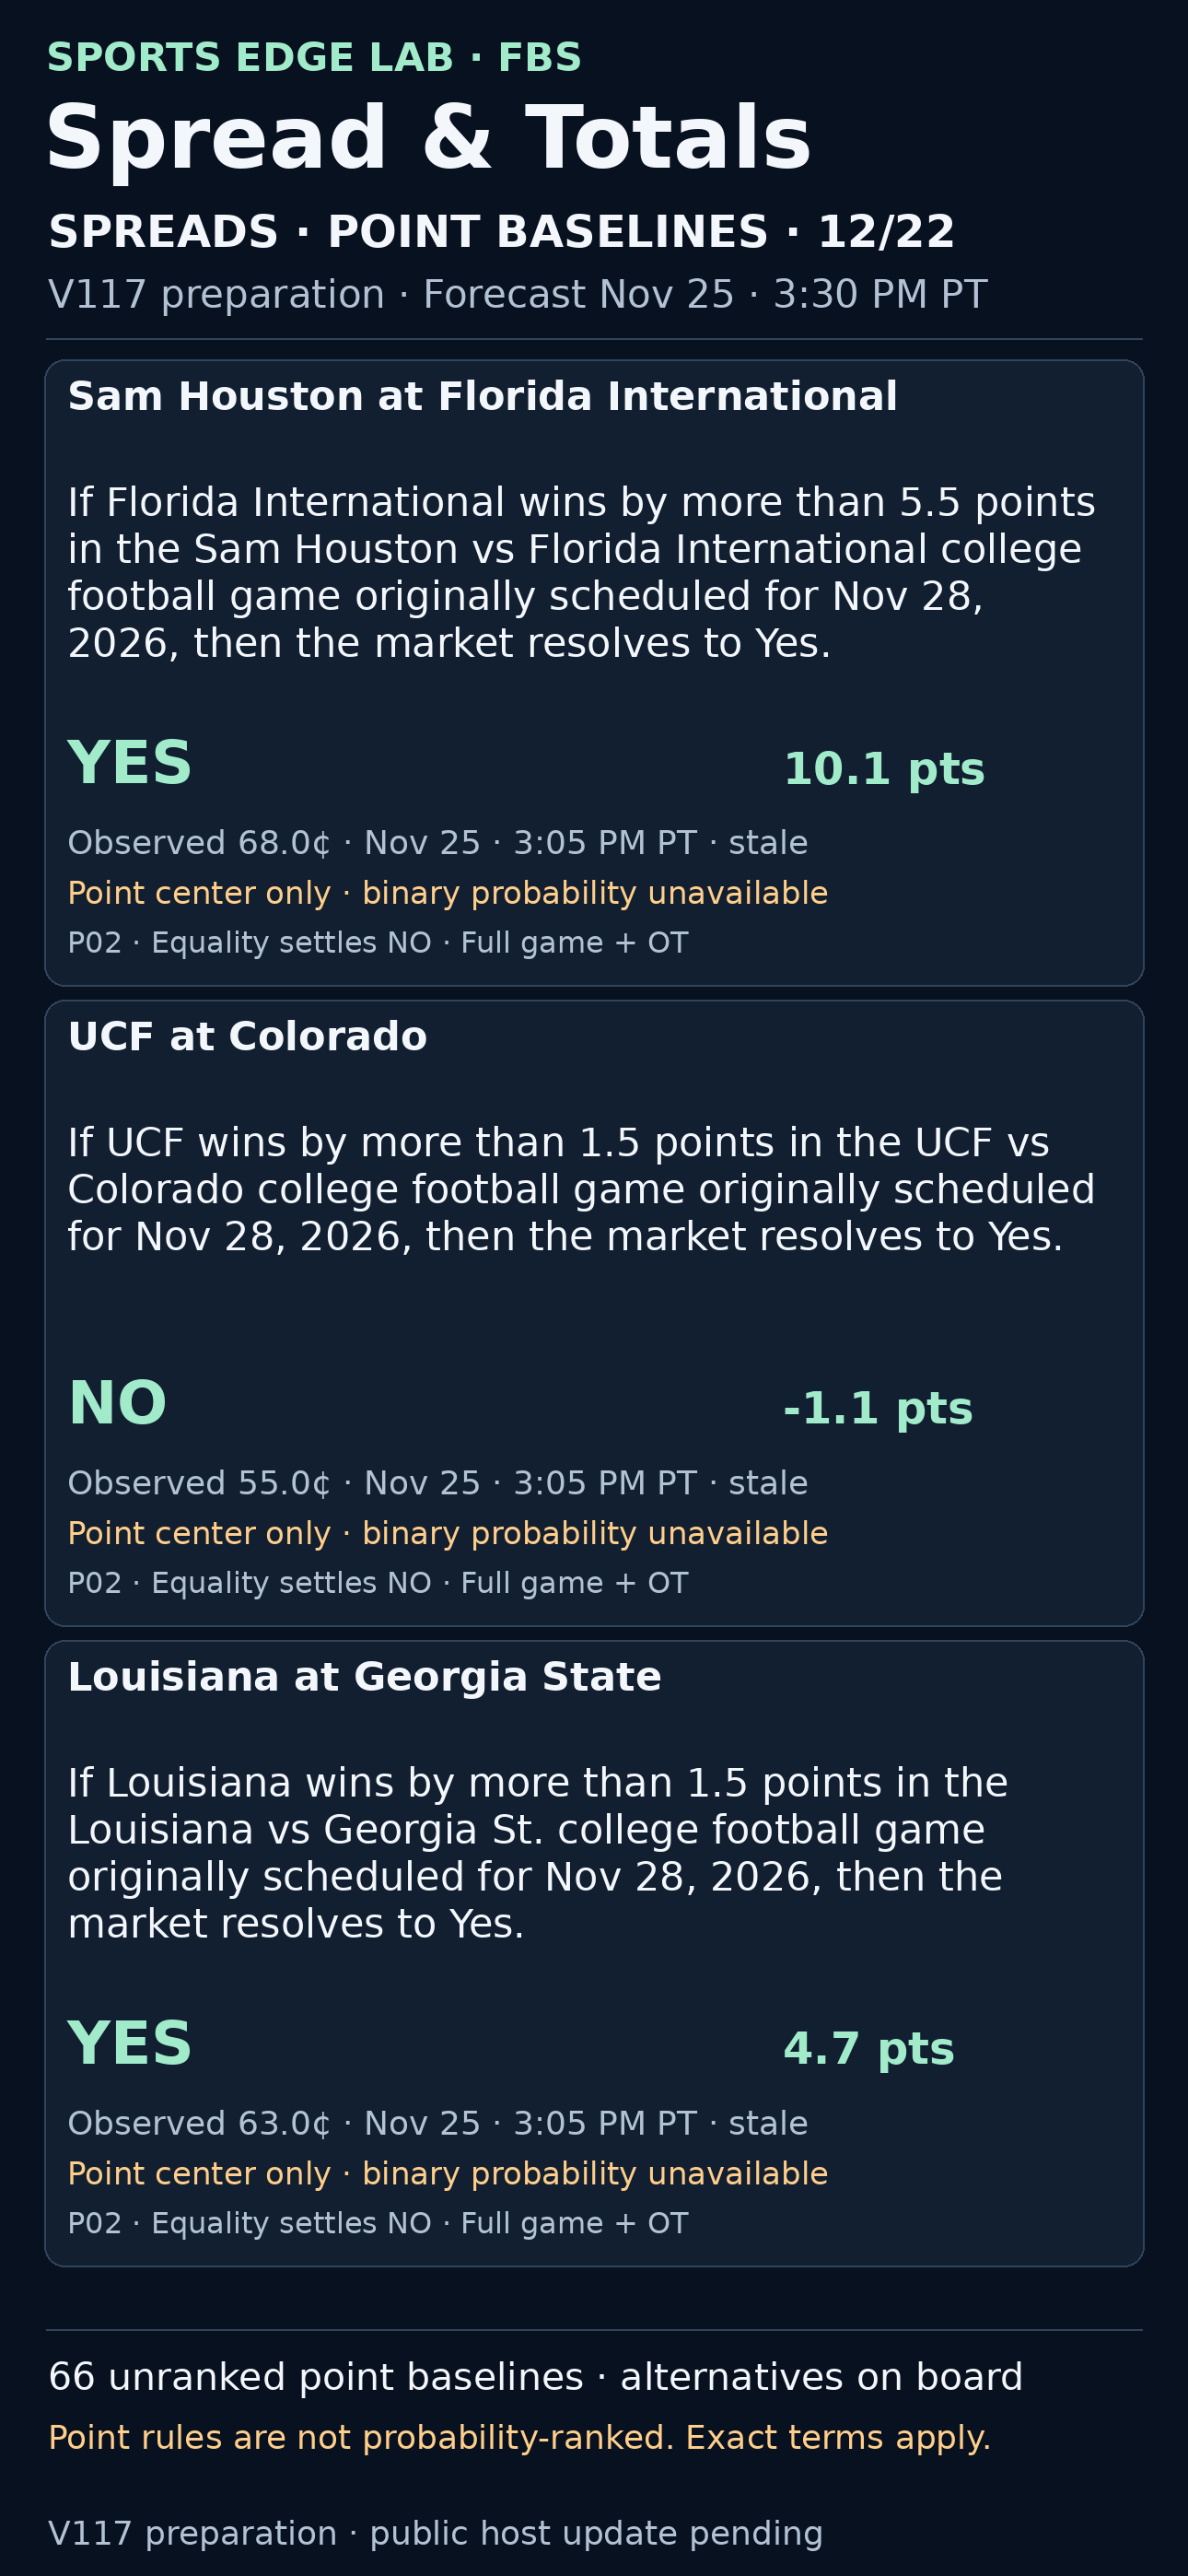 SPORTS EDGE LAB · FBS
Spread & Totals
SPREADS · POINT BASELINES · 12/22
V117 preparation · Forecast Nov 25 · 3:30 PM PT
Sam Houston at Florida International
If Florida International wins by more than 5.5 points
in the Sam Houston vs Florida International college
football game originally scheduled for Nov 28,
2026, then the market resolves to Yes.
YES 10.1 pts
Observed 68.0¢ · Nov 25 · 3:05 PM PT · stale
Point center only · binary probability unavailable
P02 · Equality settles NO · Full game + OT
UCF at Colorado
If UCF wins by more than 1.5 points in the UCF vs
Colorado college football game originally scheduled
for Nov 28, 2026, then the market resolves to Yes.
NO -1.1 pts
Observed 55.0¢ · Nov 25 · 3:05 PM PT · stale
Point center only · binary probability unavailable
P02 · Equality settles NO · Full game + OT
Louisiana at Georgia State
If Louisiana wins by more than 1.5 points in the
Louisiana vs Georgia St. college football game
originally scheduled for Nov 28, 2026, then the
market resolves to Yes.
YES 4.7 pts
Observed 63.0¢ · Nov 25 · 3:05 PM PT · stale
Point center only · binary probability unavailable
P02 · Equality settles NO · Full game + OT
66 unranked point baselines · alternatives on board
Point rules are not probability-ranked. Exact terms apply.
V117 preparation · public host update pending